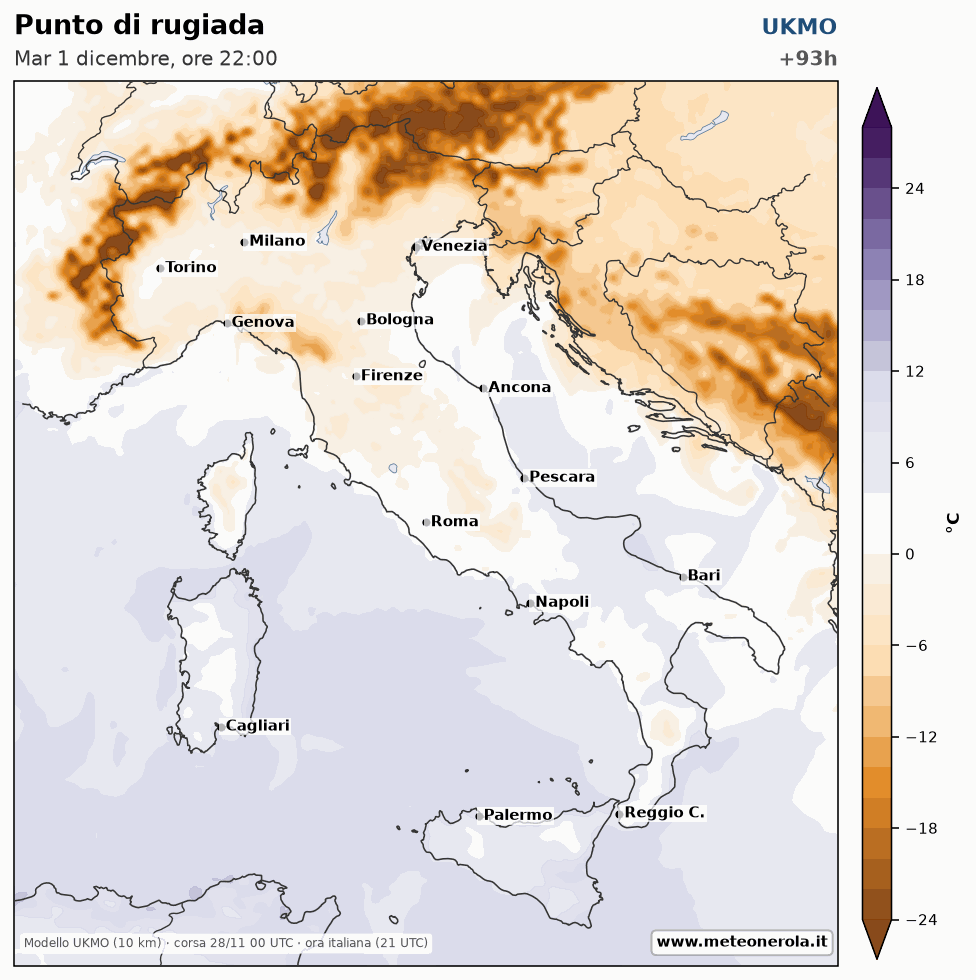 Punto di rugiada
UKMO
Mar 1 dicembre, ore 22:00
+93h
Milano
Venezia
Torino
Genova
Bologna
Firenze
Ancona
Pescara
Roma
Bari
Napoli
Cagliari
Palermo
Reggio C.
24
18
12
6
0
−6
−12
−18
−24
°C
Modello UKMO (10 km) · corsa 28/11 00 UTC · ora italiana (21 UTC)
www.meteonerola.it